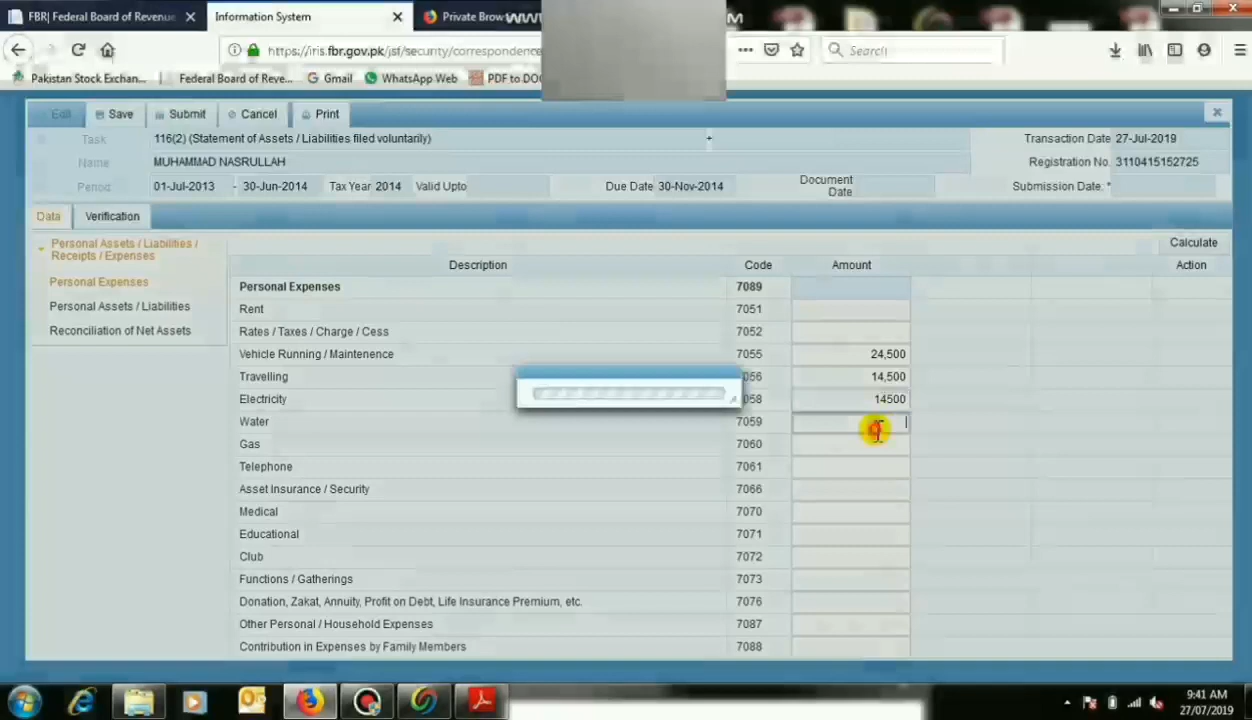 FBR| Federal Board of Revenue
Information System
Private Brow
WWW
M
https://iris.fbr.gov.pk/jsf/security/correspondence
Search
Pakistan Stock Exchan...
Federal Board of Reve...
Gmail
WhatsApp Web
PDF to DO
Edit
Save
Submit
Cancel
Print
Task 116(2) (Statement of Assets / Liabilities filed voluntarily) + Transaction Date 27-Jul-2019
Name MUHAMMAD NASRULLAH Registration No. 3110415152725
Period 01-Jul-2013 - 30-Jun-2014 Tax Year 2014 Valid Upto Due Date 30-Nov-2014 Document Date Submission Date. *
Data Verification
Personal Assets / Liabilities / Receipts / Expenses
Personal Expenses
Personal Assets / Liabilities
Reconciliation of Net Assets
Calculate
Description Code Amount Action
Personal Expenses 7089
Rent 7051
Rates / Taxes / Charge / Cess 7052
Vehicle Running / Maintenence 7055 24,500
Travelling 056 14,500
Electricity 058 14500
Water 7059
Gas 7060
Telephone 7061
Asset Insurance / Security 7066
Medical 7070
Educational 7071
Club 7072
Functions / Gatherings 7073
Donation, Zakat, Annuity, Profit on Debt, Life Insurance Premium, etc. 7076
Other Personal / Household Expenses 7087
Contribution in Expenses by Family Members 7088
9:41 AM
27/07/2019